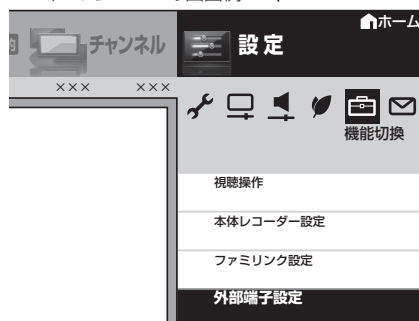 チャンネル
設定
ホーム
××× ×××
機能切換
視聴操作
本体レコーダー設定
ファミリンク設定
外部端子設定